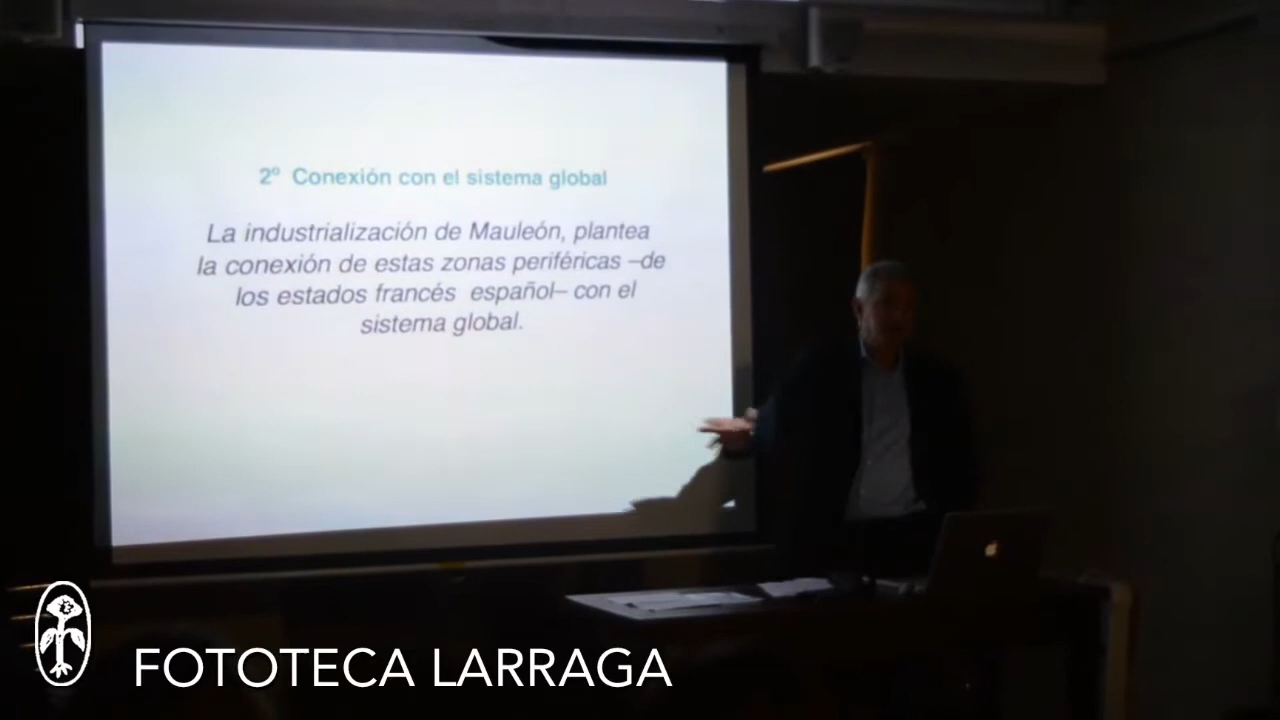 2º Conexión con el sistema global
La industrialización de Mauleón, plantea
la conexión de estas zonas periféricas –de
los estados francés español– con el
sistema global.
FOTOTECA LARRAGA